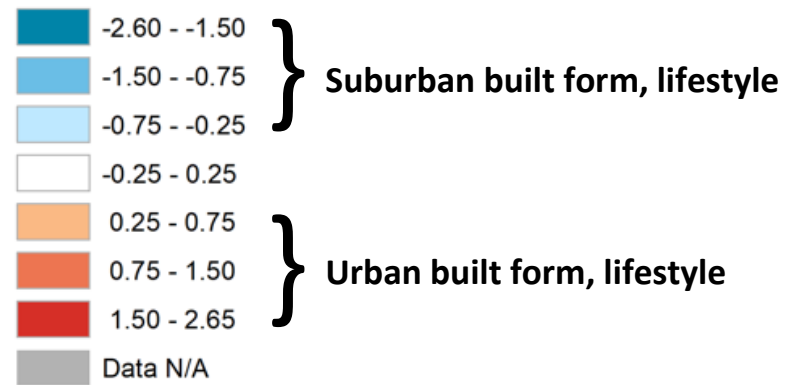 -2.60 - -1.50
-1.50 - -0.75
Suburban built form, lifestyle
-0.75 - -0.25
-0.25 - 0.25
0.25 - 0.75
0.75 - 1.50
Urban built form, lifestyle
1.50 - 2.65
Data N/A